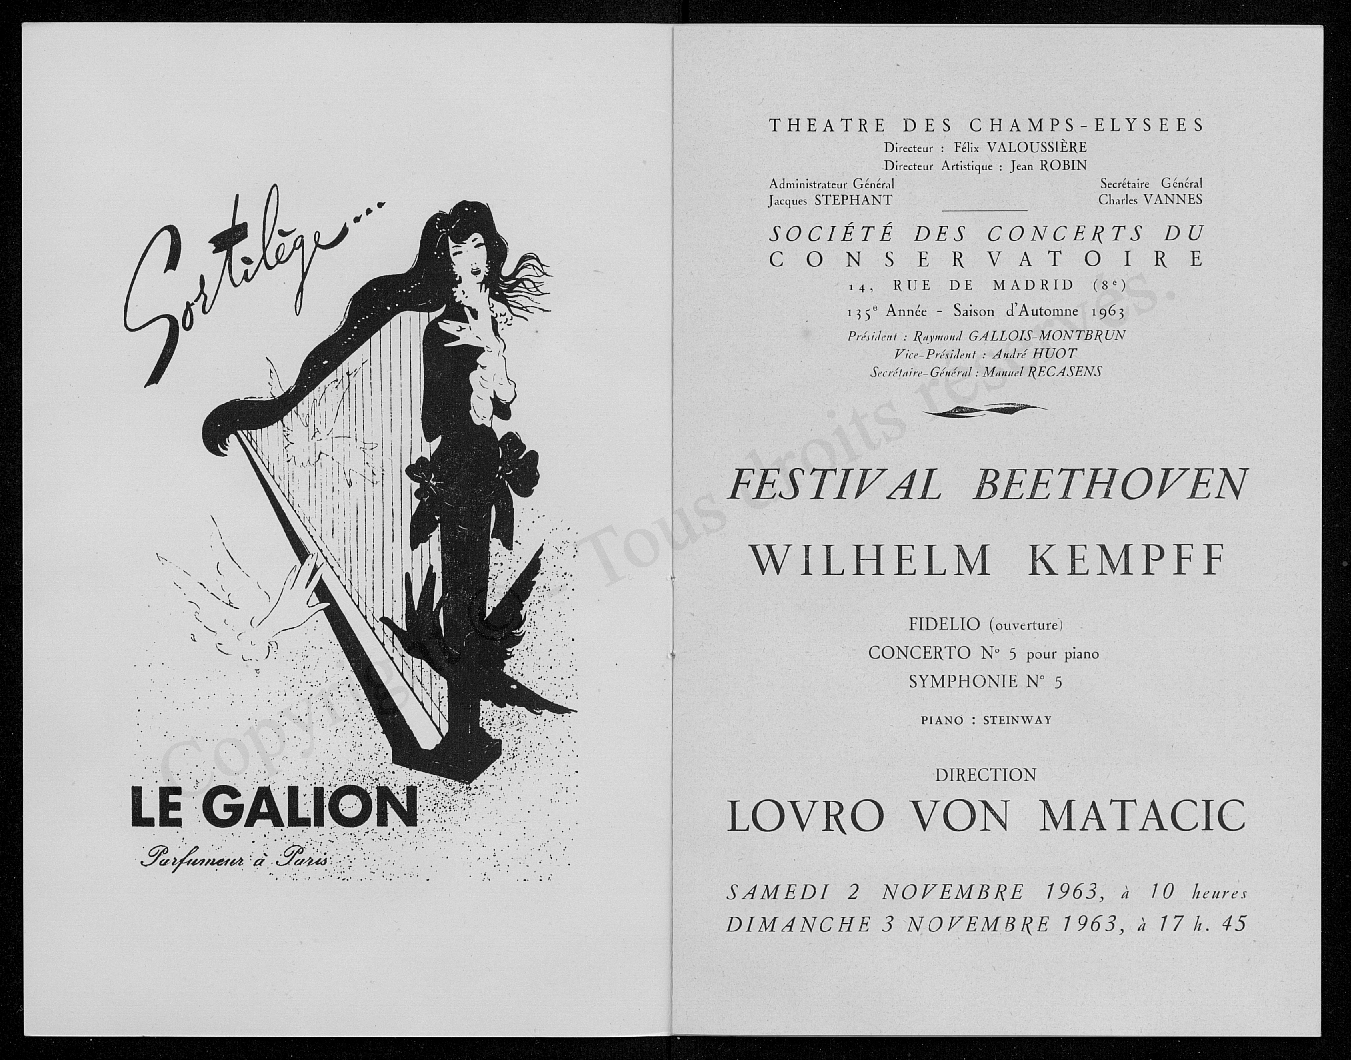 Sortilège...
LE GALION
Parfumeur à Paris
THEATRE DES CHAMPS-ELYSEES
Directeur : Félix VALOUSSIÈRE
Directeur Artistique : Jean ROBIN
Administrateur Général
Jacques STEPHANT
Secrétaire Général
Charles VANNES
SOCIÉTÉ DES CONCERTS DU
CONSERVATOIRE
14, RUE DE MADRID (8e)
135e Année - Saison d'Automne 1963
Président : Raymond GALLOIS-MONTBRUN
Vice-Président : André HUOT
Secrétaire-Général : Manuel RECASENS
FESTIVAL BEETHOVEN
WILHELM KEMPFF
FIDELIO (ouverture)
CONCERTO No 5 pour piano
SYMPHONIE No 5
PIANO : STEINWAY
DIRECTION
LOVRO VON MATACIC
SAMEDI 2 NOVEMBRE 1963, à 10 heures
DIMANCHE 3 NOVEMBRE 1963, à 17 h. 45
Copyright © - Tous droits réservés.